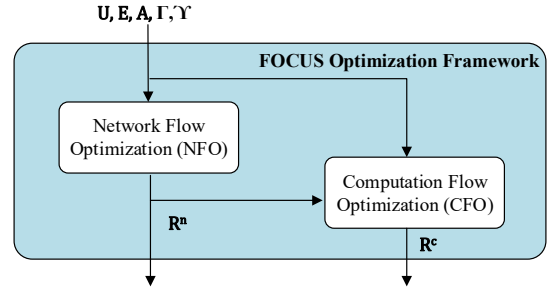 U, E, A, Γ, ϒ
FOCUS Optimization Framework
Network Flow
Optimization (NFO)
Computation Flow
Optimization (CFO)
Rⁿ
Rᶜ